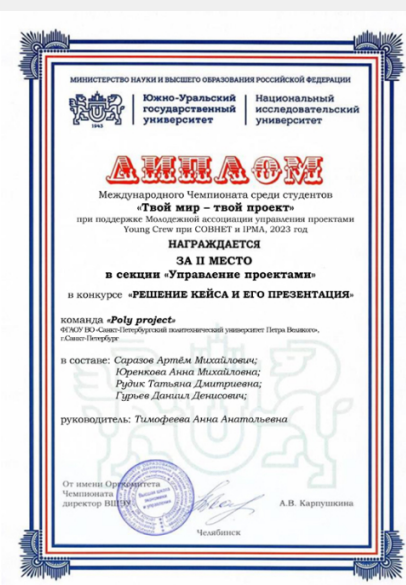 МИНИСТЕРСТВО НАУКИ И ВЫСШЕГО ОБРАЗОВАНИЯ РОССИЙСКОЙ ФЕДЕРАЦИИ
Южно-Уральский
государственный
университет
Национальный
исследовательский
университет
1943
ДИПЛОМ
Международного Чемпионата среди студентов
«Твой мир – твой проект»
при поддержке Молодежной ассоциации управления проектами
Young Crew при СОВНЕТ и IPMA, 2023 год
НАГРАЖДАЕТСЯ
ЗА II МЕСТО
в секции «Управление проектами»
в конкурсе «РЕШЕНИЕ КЕЙСА И ЕГО ПРЕЗЕНТАЦИЯ»
команда «Poly project»
ФГАОУ ВО «Санкт-Петербургский политехнический университет Петра Великого»,
г.Санкт-Петербург
в составе: Саразов Артём Михайлович;
Юренкова Анна Михайловна;
Рудик Татьяна Дмитриевна;
Гурьев Даниил Денисович;
руководитель: Тимофеева Анна Анатольевна
От имени Оргкомитета
Чемпионата
директор ВШЭУ
А.В. Карпушкина
Челябинск